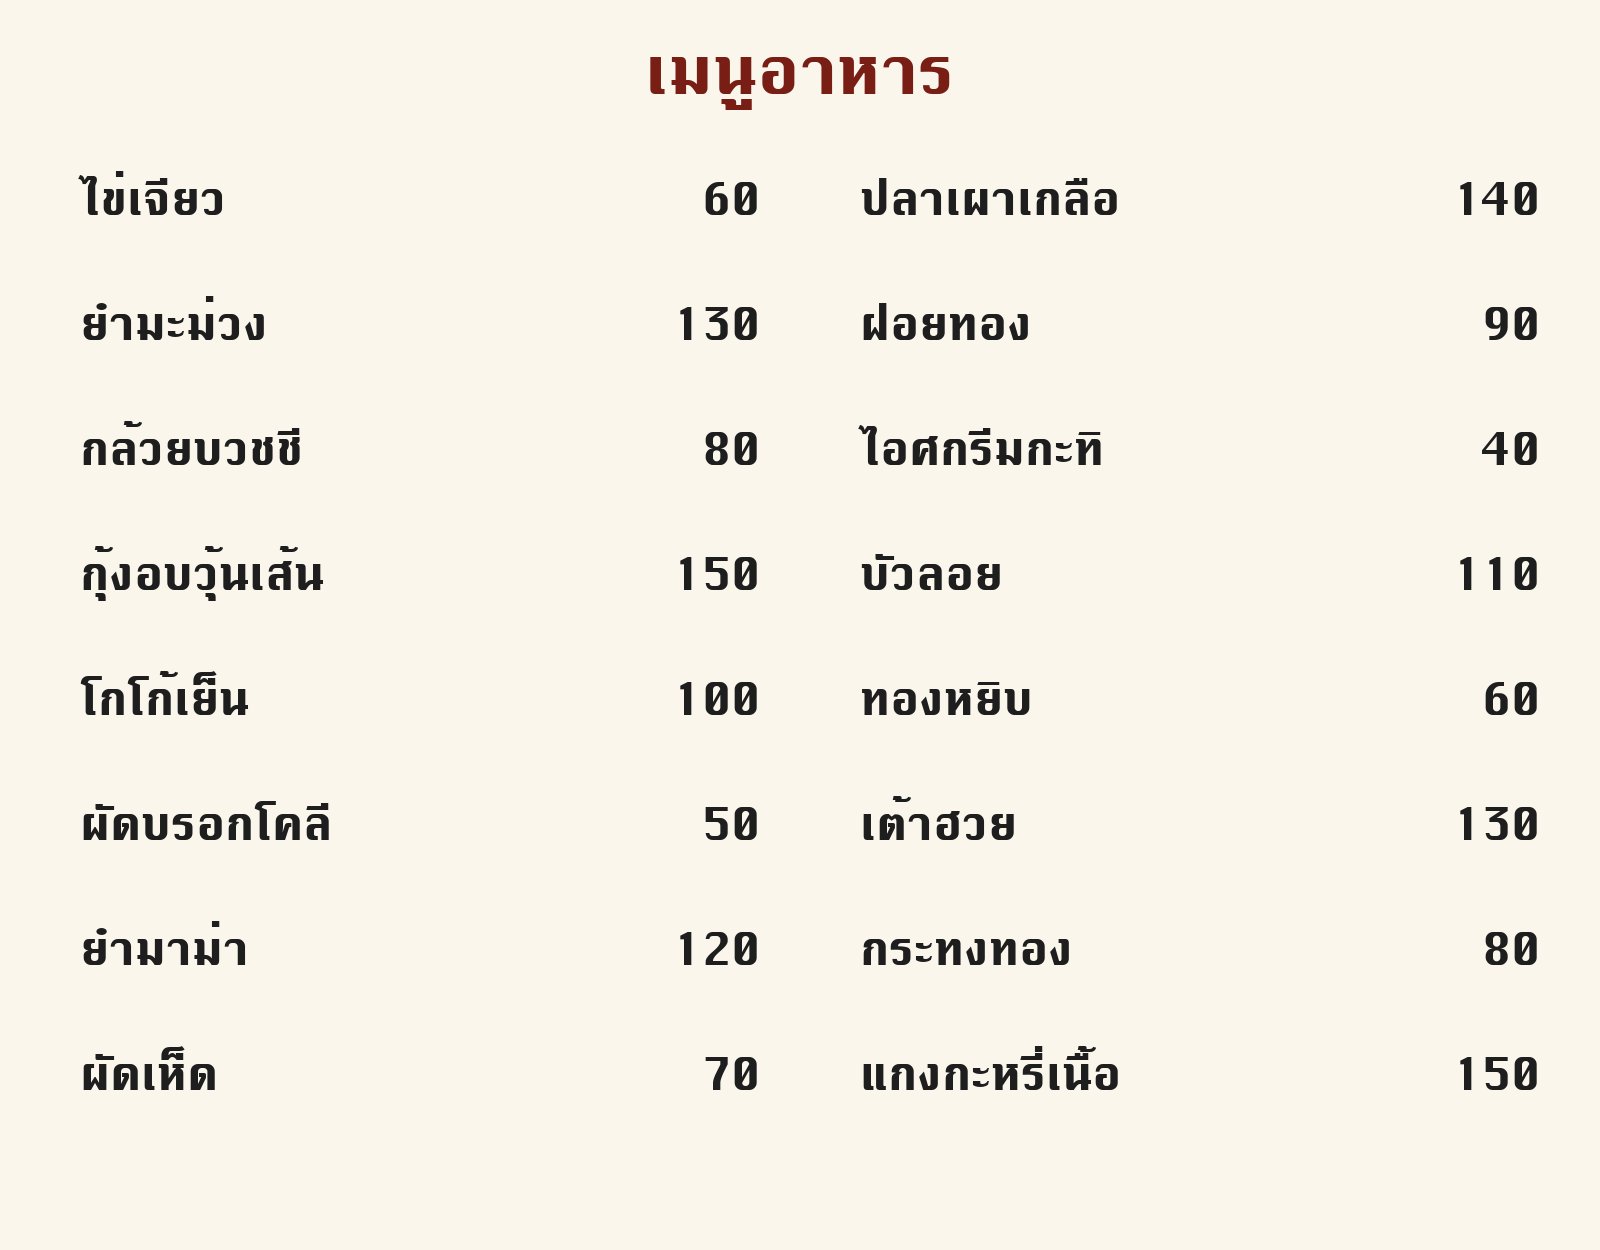 เมนูอาหาร
ไข่เจียว 60
ยำมะม่วง 130
กล้วยบวชชี 80
กุ้งอบวุ้นเส้น 150
โกโก้เย็น 100
ผัดบรอกโคลี 50
ยำมาม่า 120
ผัดเห็ด 70
ปลาเผาเกลือ 140
ฝอยทอง 90
ไอศกรีมกะทิ 40
บัวลอย 110
ทองหยิบ 60
เต้าฮวย 130
กระทงทอง 80
แกงกะหรี่เนื้อ 150